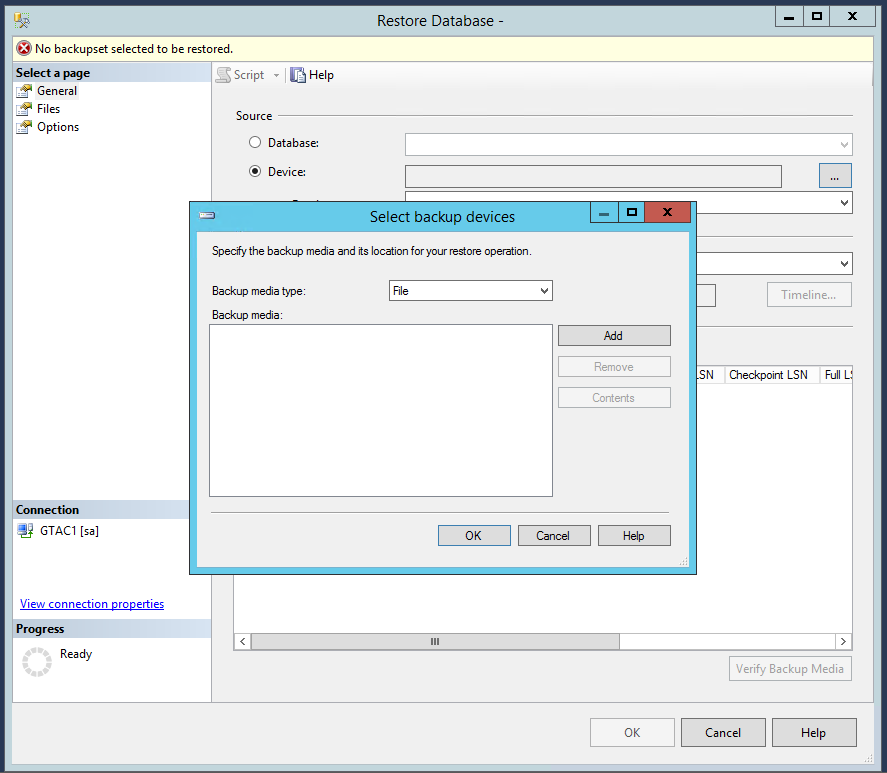 Restore Database -
No backupset selected to be restored.
Select a page
General
Files
Options
Script
Help
Source
Database:
Device:
...
Select backup devices
Specify the backup media and its location for your restore operation.
Backup media type:
File
Backup media:
Add
Remove
Contents
OK
Cancel
Help
Timeline...
LSN
Checkpoint LSN
Full LS
Connection
GTAC1 [sa]
View connection properties
Progress
Ready
Verify Backup Media
OK
Cancel
Help